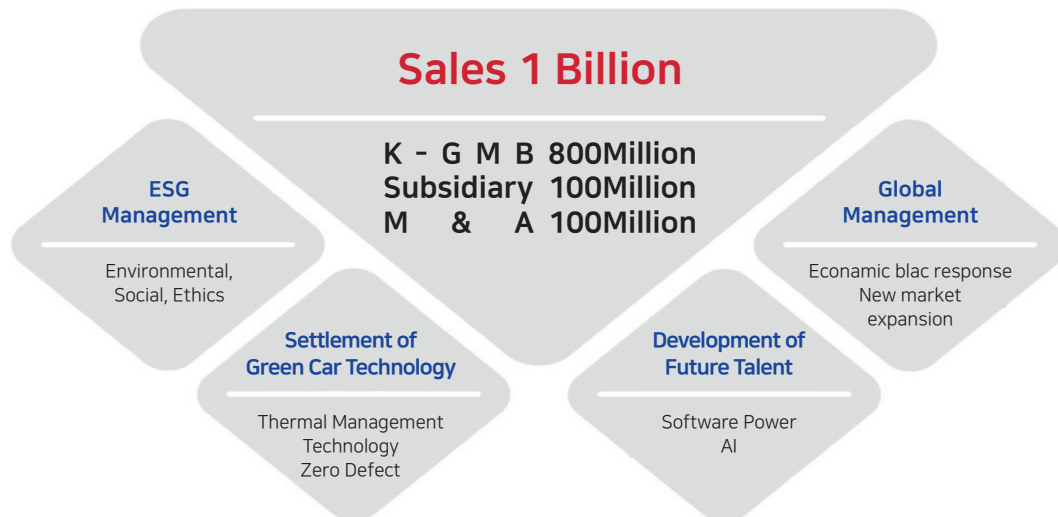 Sales 1 Billion
K - G M B 800Million
Subsidiary 100Million
M & A 100Million
ESG
Management
Environmental,
Social, Ethics
Settlement of
Green Car Technology
Thermal Management
Technology
Zero Defect
Development of
Future Talent
Software Power
AI
Global
Management
Econamic blac response
New market
expansion